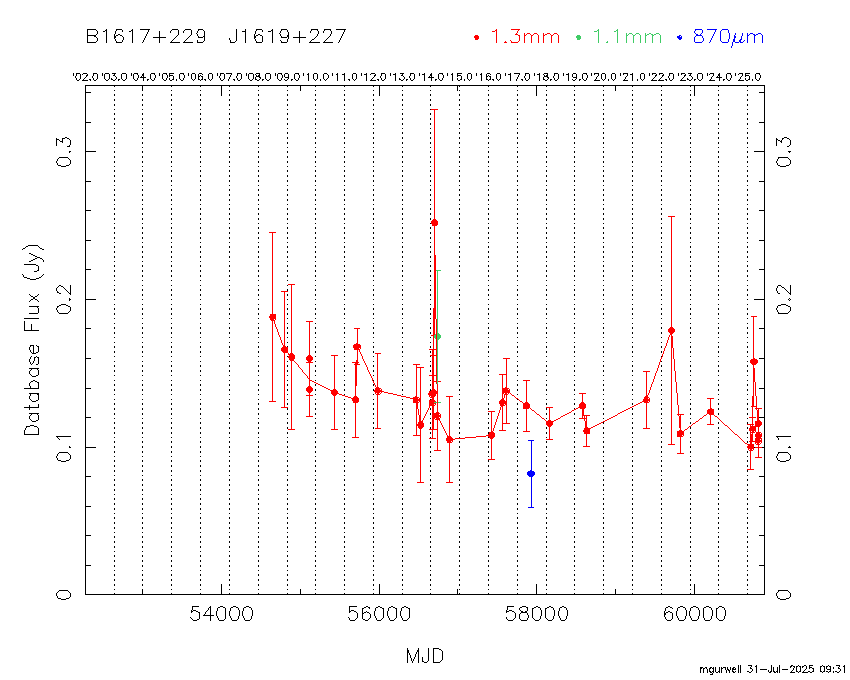 B1617+229 J1619+227 1.3mm 1.1mm 870μm
'02.0 '03.0 '04.0 '05.0 '06.0 '07.0 '08.0 '09.0 '10.0 '11.0 '12.0 '13.0 '14.0 '15.0 '16.0 '17.0 '18.0 '19.0 '20.0 '21.0 '22.0 '23.0 '24.0 '25.0
0.3 0.3
0.2 0.2
Database Flux (Jy)
0.1 0.1
0 0
54000 56000 58000 60000
MJD
mgurwell 31-Jul-2025 09:31